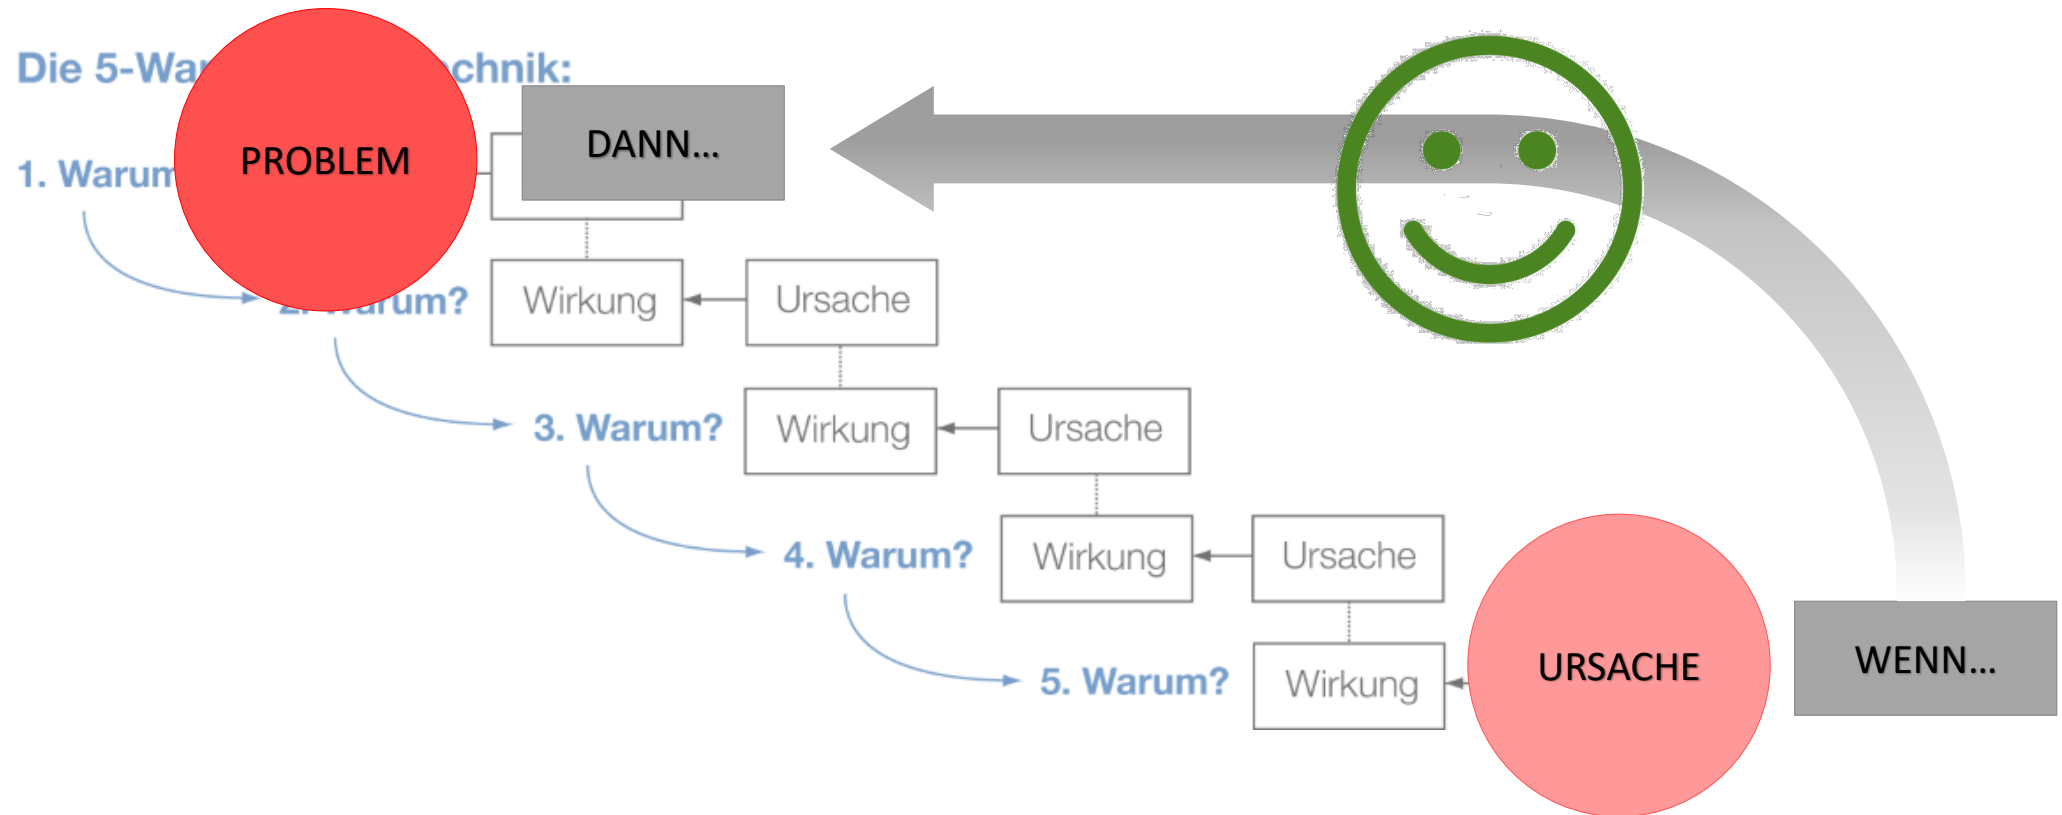 Die 5-Wa chnik:
PROBLEM
DANN...
1. Warum
2. Warum?
Wirkung
Ursache
3. Warum?
Wirkung
Ursache
4. Warum?
Wirkung
Ursache
5. Warum?
Wirkung
URSACHE
WENN...